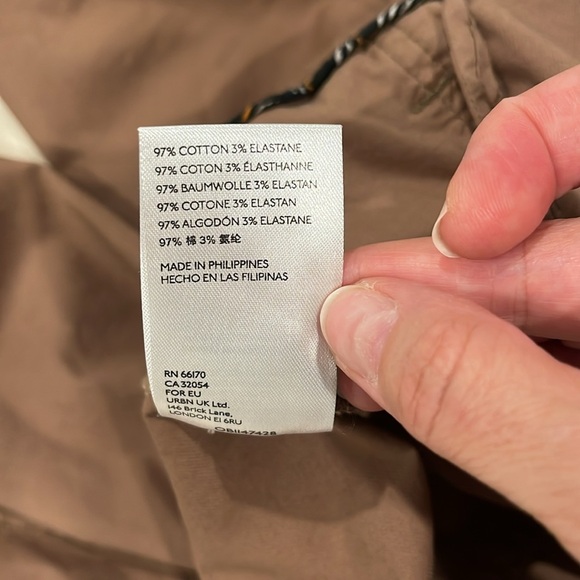 97% COTTON 3% ELASTANE
97% COTON 3% ÉLASTHANNE
97% BAUMWOLLE 3% ELASTAN
97% COTONE 3% ELASTAN
97% ALGODÓN 3% ELASTANE
97% 棉 3% 氨纶
MADE IN PHILIPPINES
HECHO EN LAS FILIPINAS
RN 66170
CA 32054
FOR EU
URBN UK Ltd.
146 Brick Lane,
LONDON E1 6RU